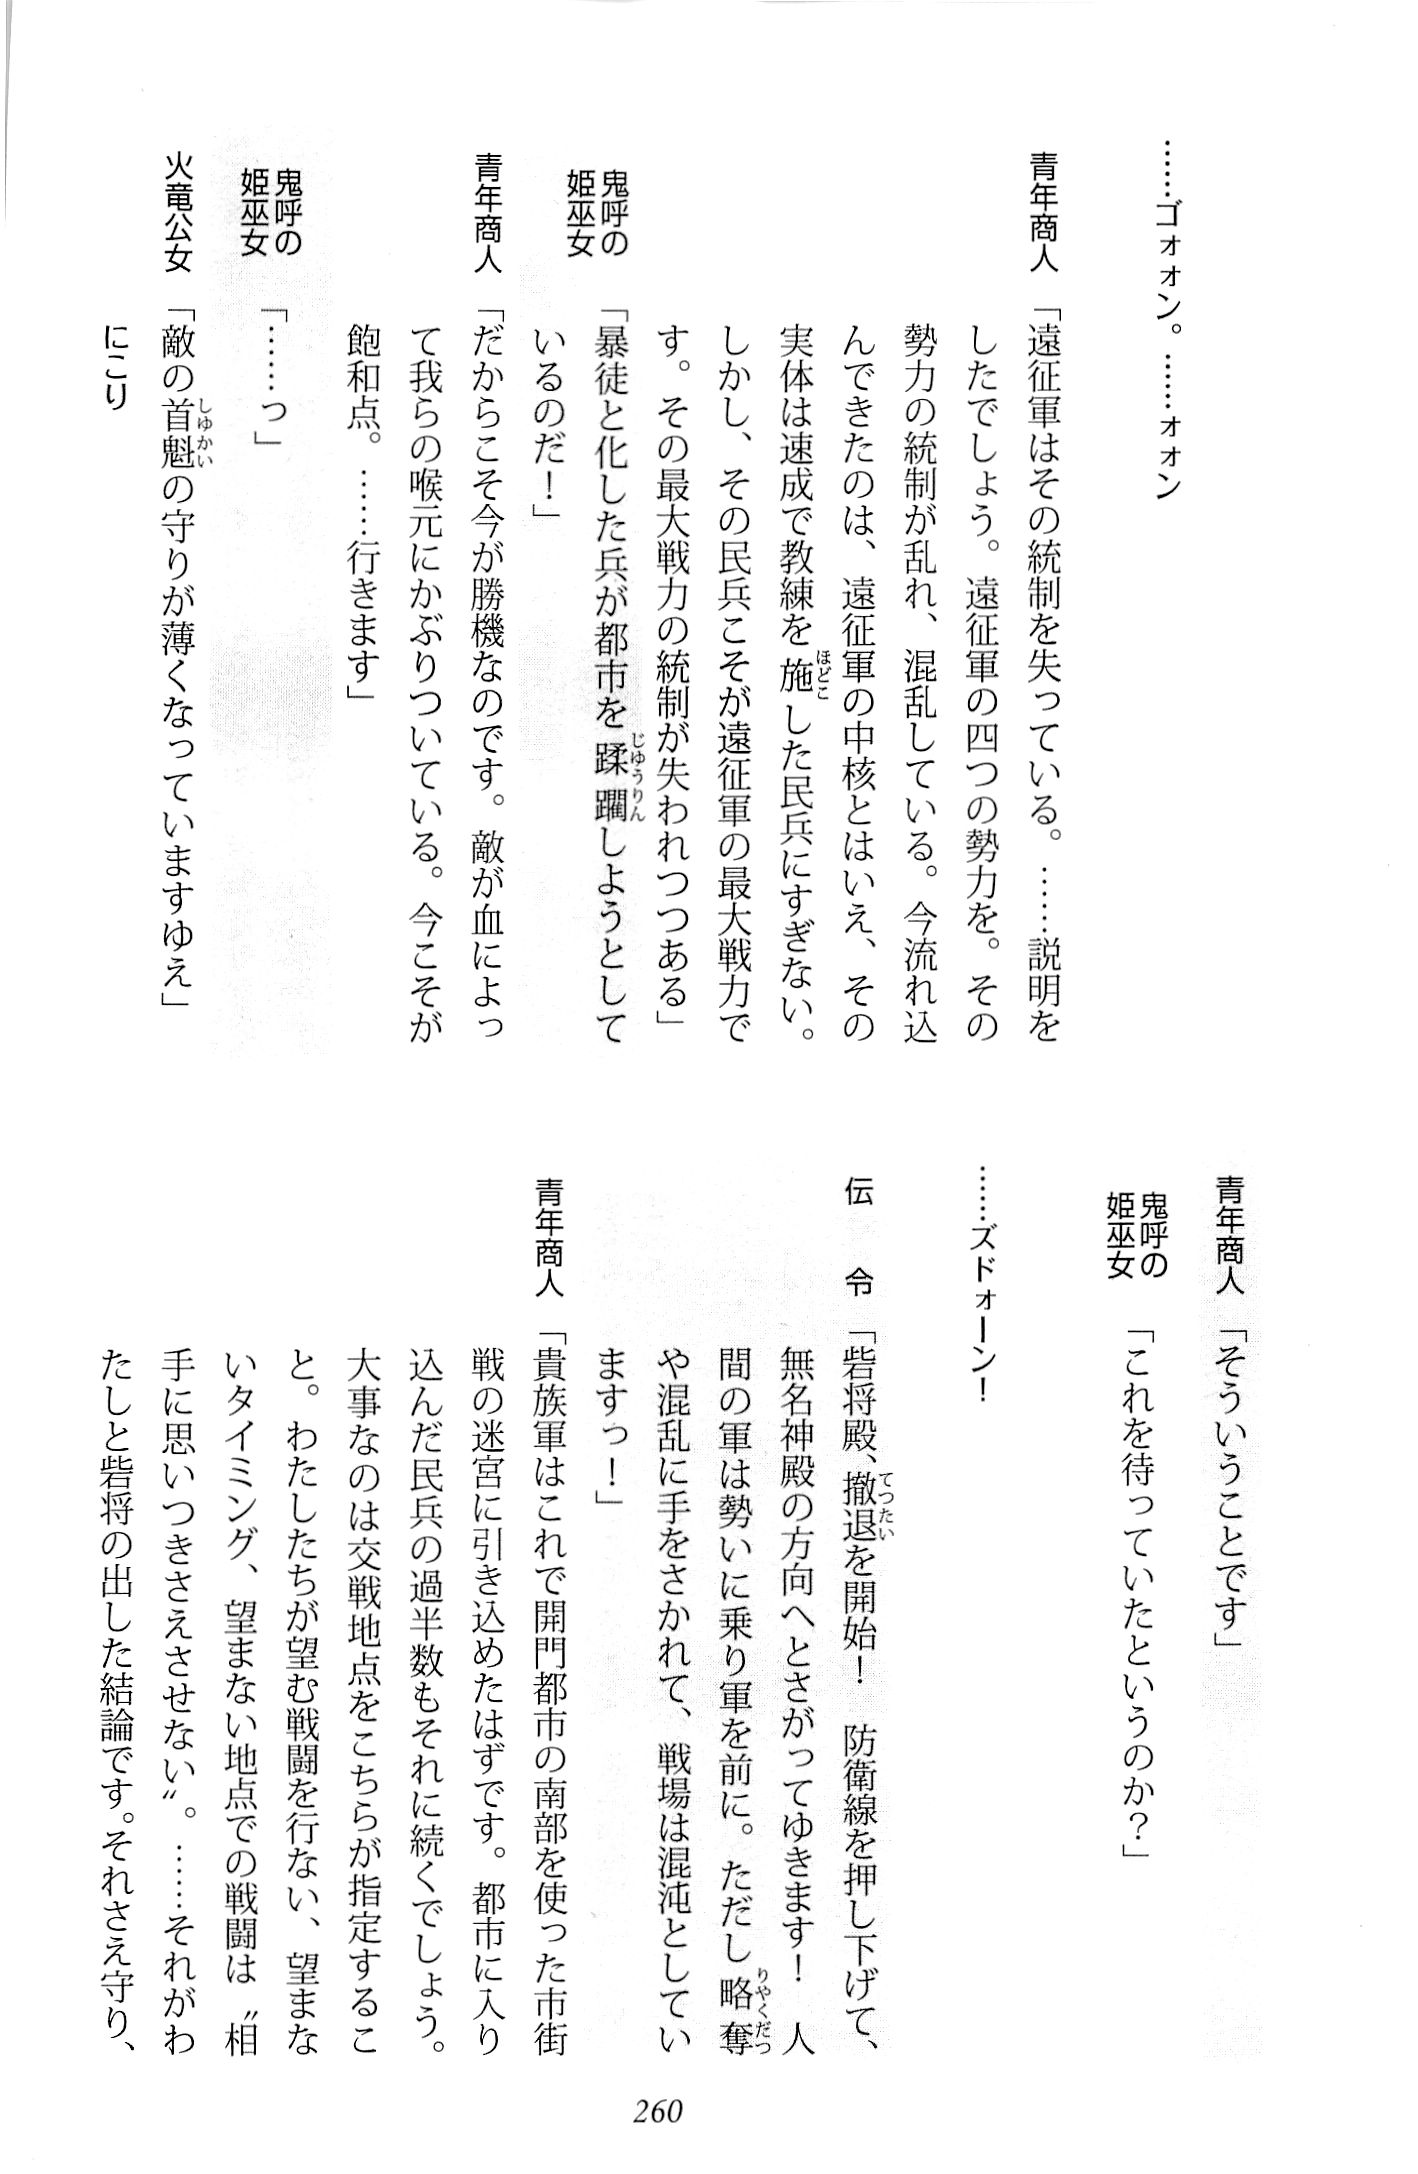 ……ゴォォン。……ォォン
青年商人「遠征軍はその統制を失っている。……説明を
したでしょう。遠征軍の四つの勢力を。その
勢力の統制が乱れ、混乱している。今流れ込
んできたのは、遠征軍の中核とはいえ、その
実体は速成で教練を施した民兵にすぎない。
しかし、その民兵こそが遠征軍の最大戦力で
す。その最大戦力の統制が失われつつある」
鬼呼の姫巫女「暴徒と化した兵が都市を蹂躙しようとして
いるのだ！」
青年商人「だからこそ今が勝機なのです。敵が血によっ
て我らの喉元にかぶりついている。今こそが
飽和点。……行きます」
鬼呼の姫巫女「……っ」
火竜公女「敵の首魁の守りが薄くなっていますゆえ」
にこり
青年商人「そういうことです」
鬼呼の姫巫女「これを待っていたというのか？」
……ズドォーン！
伝　令「砦将殿、撤退を開始！　防衛線を押し下げて、
無名神殿の方向へとさがってゆきます！　人
間の軍は勢いに乗り軍を前に。ただし略奪
や混乱に手をさかれて、戦場は混沌としてい
ますっ！」
青年商人「貴族軍はこれで開門都市の南部を使った市街
戦の迷宮に引き込めたはずです。都市に入り
込んだ民兵の過半数もそれに続くでしょう。
大事なのは交戦地点をこちらが指定するこ
と。わたしたちが望む戦闘を行ない、望まな
いタイミング、望まない地点での戦闘は〝相
手に思いつきさえさせない〟。……それがわ
たしと砦将の出した結論です。それさえ守り、
260